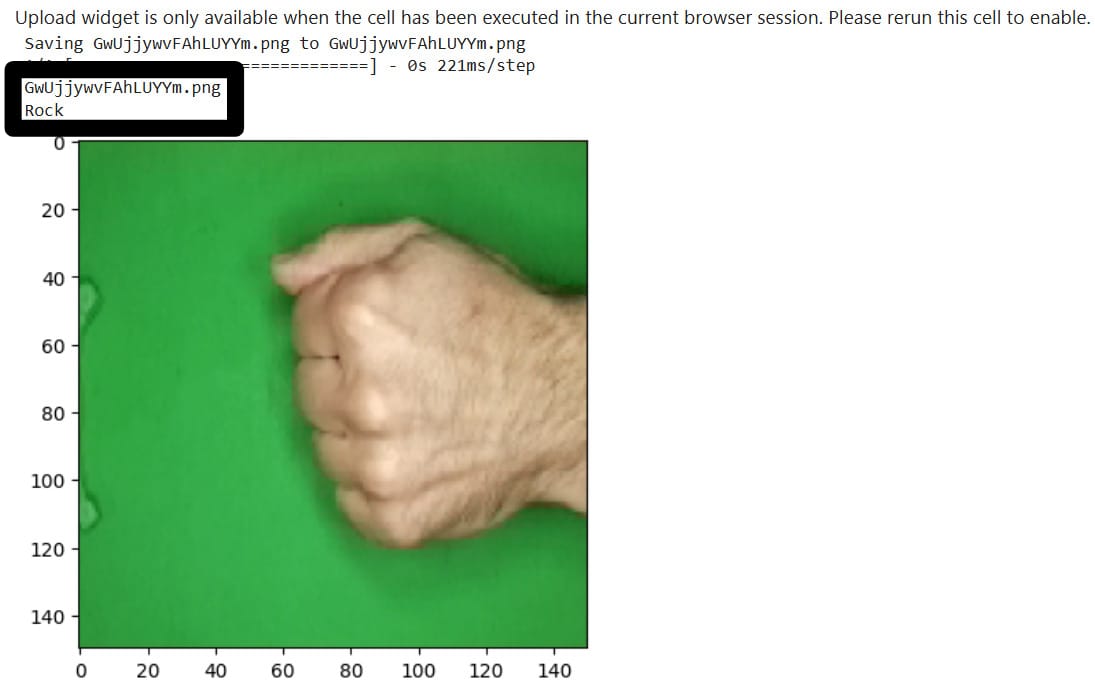 Upload widget is only available when the cell has been executed in the current browser session. Please rerun this cell to enable.
Saving GwUjjywvFAhLUYYm.png to GwUjjywvFAhLUYYm.png
=============] - 0s 221ms/step
GwUjjywvFAhLUYYm.png
Rock
0
20
40
60
80
100
120
140
0 20 40 60 80 100 120 140